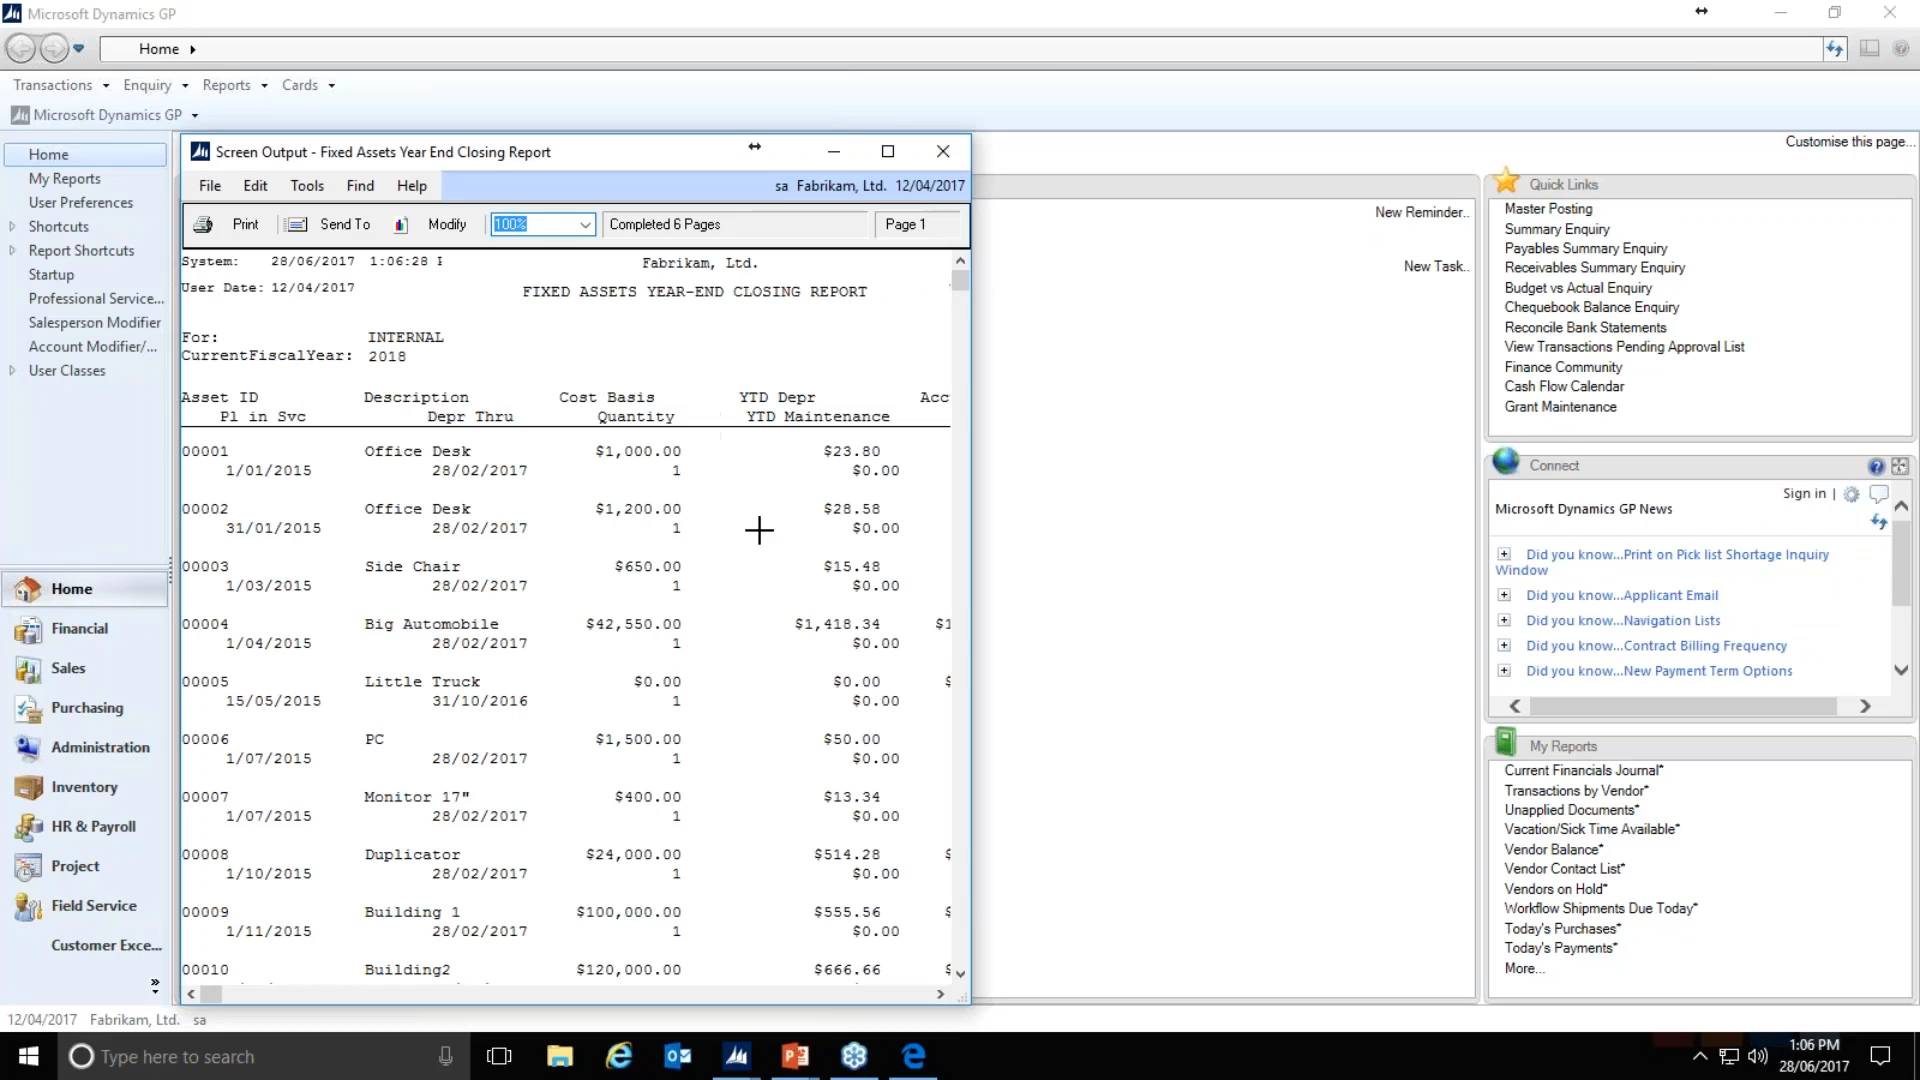 Microsoft Dynamics GP
Home
Transactions Enquiry Reports Cards
Microsoft Dynamics GP
Customise this page...
Home
My Reports
User Preferences
Shortcuts
Report Shortcuts
Startup
Professional Service...
Salesperson Modifier
Account Modifier/...
User Classes
Home
Financial
Sales
Purchasing
Administration
Inventory
HR & Payroll
Project
Field Service
Customer Exce...
Screen Output - Fixed Assets Year End Closing Report
File Edit Tools Find Help sa Fabrikam, Ltd. 12/04/2017
Print Send To Modify 100% Completed 6 Pages Page 1
System: 28/06/2017 1:06:28 Fabrikam, Ltd.
User Date: 12/04/2017 FIXED ASSETS YEAR-END CLOSING REPORT
For: INTERNAL
CurrentFiscalYear: 2018
Asset ID Description Cost Basis YTD Depr Acc
Pl in Svc Depr Thru Quantity YTD Maintenance
00001 Office Desk $1,000.00 $23.80
1/01/2015 28/02/2017 1 $0.00
00002 Office Desk $1,200.00 $28.58
31/01/2015 28/02/2017 1 $0.00
00003 Side Chair $650.00 $15.48
1/03/2015 28/02/2017 1 $0.00
00004 Big Automobile $42,550.00 $1,418.34 $1
1/04/2015 28/02/2017 1 $0.00
00005 Little Truck $0.00 $0.00 $
15/05/2015 31/10/2016 1 $0.00
00006 PC $1,500.00 $50.00
1/07/2015 28/02/2017 1 $0.00
00007 Monitor 17" $400.00 $13.34
1/07/2015 28/02/2017 1 $0.00
00008 Duplicator $24,000.00 $514.28 $
1/10/2015 28/02/2017 1 $0.00
00009 Building 1 $100,000.00 $555.56 $
1/11/2015 28/02/2017 1 $0.00
00010 Building2 $120,000.00 $666.66 $
New Reminder..
New Task..
Quick Links
Master Posting
Summary Enquiry
Payables Summary Enquiry
Receivables Summary Enquiry
Budget vs Actual Enquiry
Chequebook Balance Enquiry
Reconcile Bank Statements
View Transactions Pending Approval List
Finance Community
Cash Flow Calendar
Grant Maintenance
Connect
Sign in |
Microsoft Dynamics GP News
Did you know...Print on Pick list Shortage Inquiry
Window
Did you know...Applicant Email
Did you know...Navigation Lists
Did you know...Contract Billing Frequency
Did you know...New Payment Term Options
My Reports
Current Financials Journal*
Transactions by Vendor*
Unapplied Documents*
Vacation/Sick Time Available*
Vendor Balance*
Vendor Contact List*
Vendors on Hold*
Workflow Shipments Due Today*
Today's Purchases*
Today's Payments*
More...
12/04/2017 Fabrikam, Ltd. sa
Type here to search
1:06 PM
28/06/2017